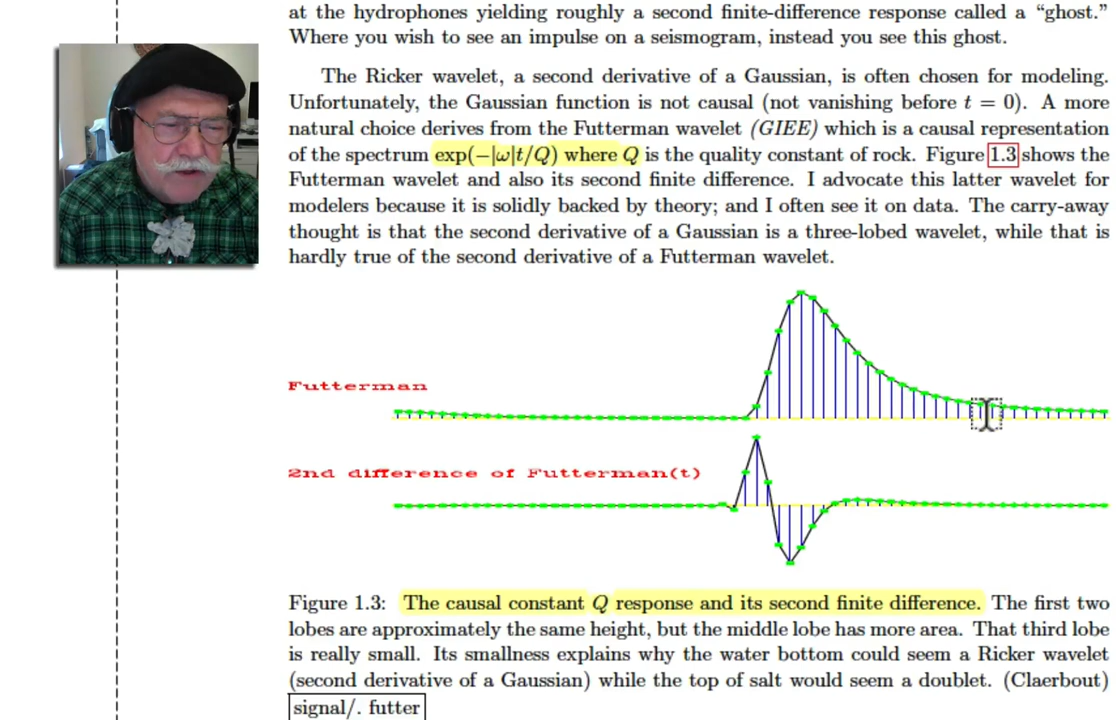 at the hydrophones yielding roughly a second finite-difference response called a “ghost.”
Where you wish to see an impulse on a seismogram, instead you see this ghost.
The Ricker wavelet, a second derivative of a Gaussian, is often chosen for modeling.
Unfortunately, the Gaussian function is not causal (not vanishing before t = 0). A more
natural choice derives from the Futterman wavelet (GIEE) which is a causal representation
of the spectrum exp(−|ω|t/Q) where Q is the quality constant of rock. Figure 1.3 shows the
Futterman wavelet and also its second finite difference. I advocate this latter wavelet for
modelers because it is solidly backed by theory; and I often see it on data. The carry-away
thought is that the second derivative of a Gaussian is a three-lobed wavelet, while that is
hardly true of the second derivative of a Futterman wavelet.
Futterman
2nd difference of Futterman(t)
Figure 1.3: The causal constant Q response and its second finite difference. The first two
lobes are approximately the same height, but the middle lobe has more area. That third lobe
is really small. Its smallness explains why the water bottom could seem a Ricker wavelet
(second derivative of a Gaussian) while the top of salt would seem a doublet. (Claerbout)
signal/. futter